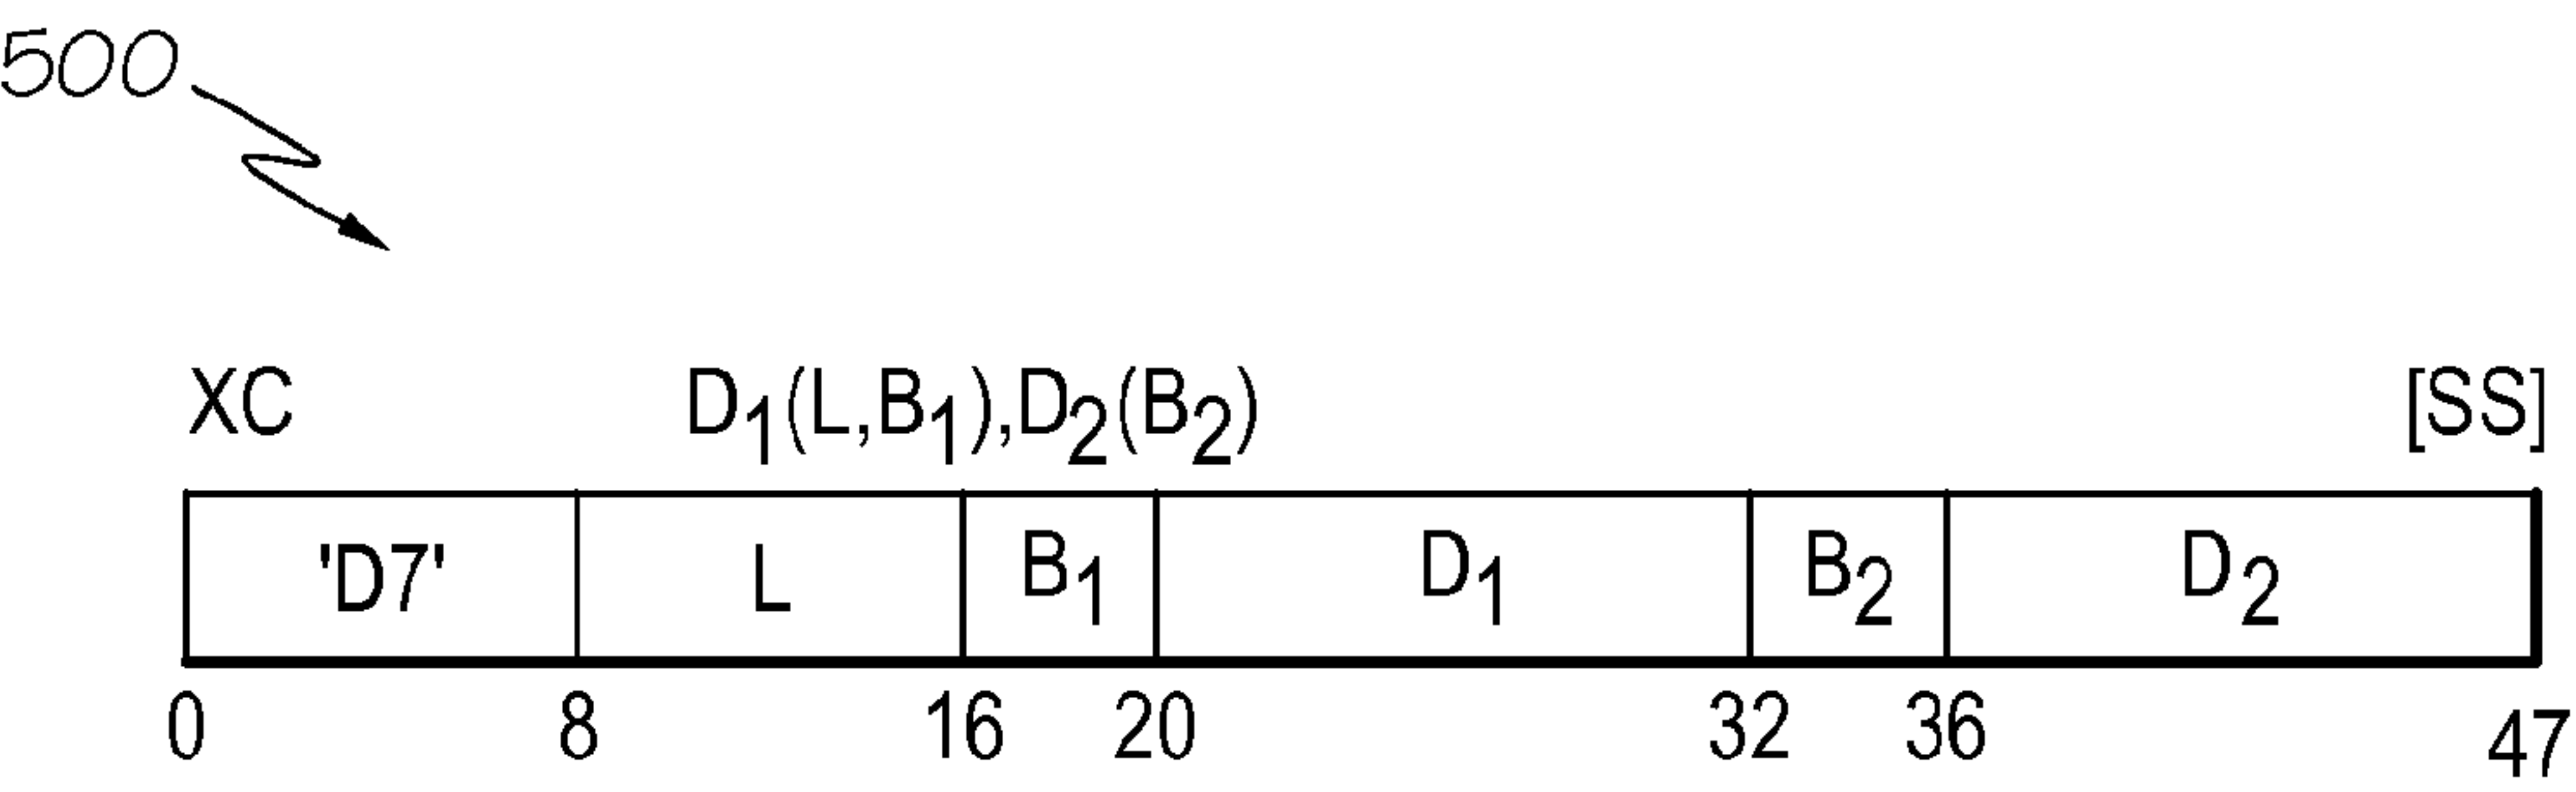 500
XC D₁(L,B₁),D₂(B₂) [SS]
'D7' L B₁ D₁ B₂ D₂
0 8 16 20 32 36 47